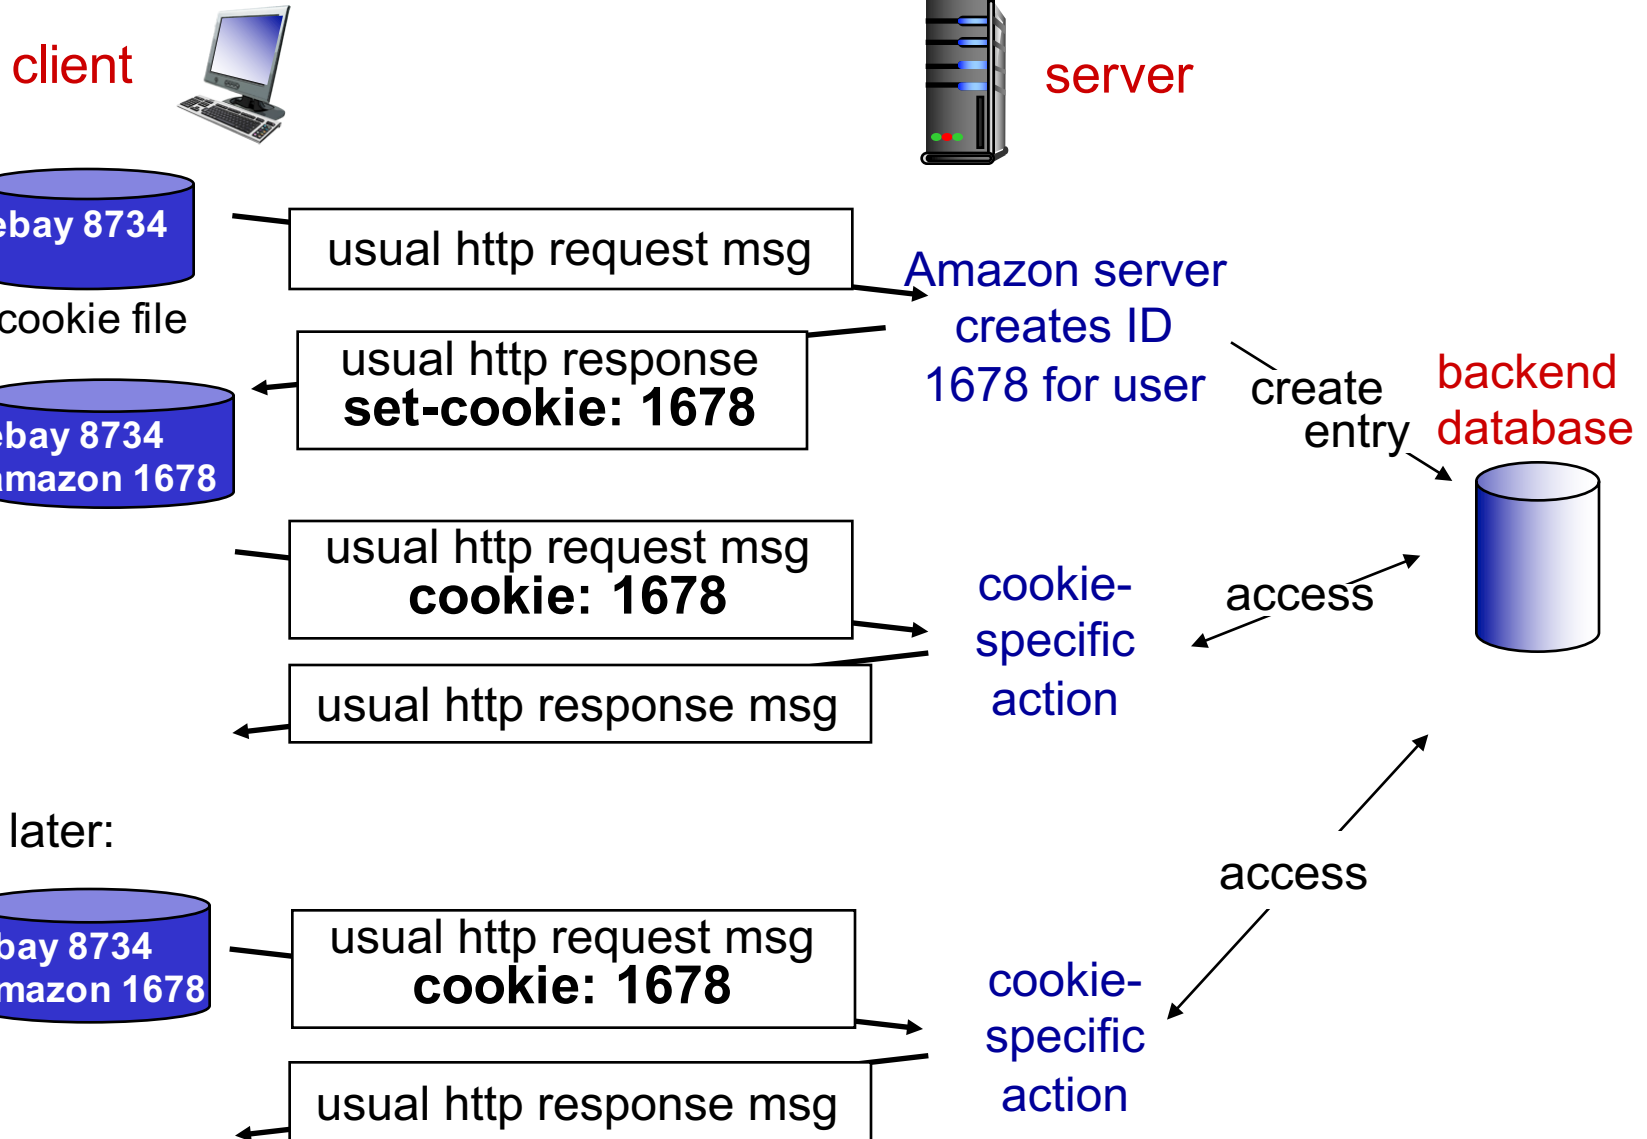 client
server
ebay 8734
usual http request msg
cookie file
Amazon server
creates ID
1678 for user
usual http response
set-cookie: 1678
create
entry
backend
database
ebay 8734
amazon 1678
usual http request msg
cookie: 1678
cookie-
specific
action
access
usual http response msg
later:
access
bay 8734
mazon 1678
usual http request msg
cookie: 1678
cookie-
specific
action
usual http response msg